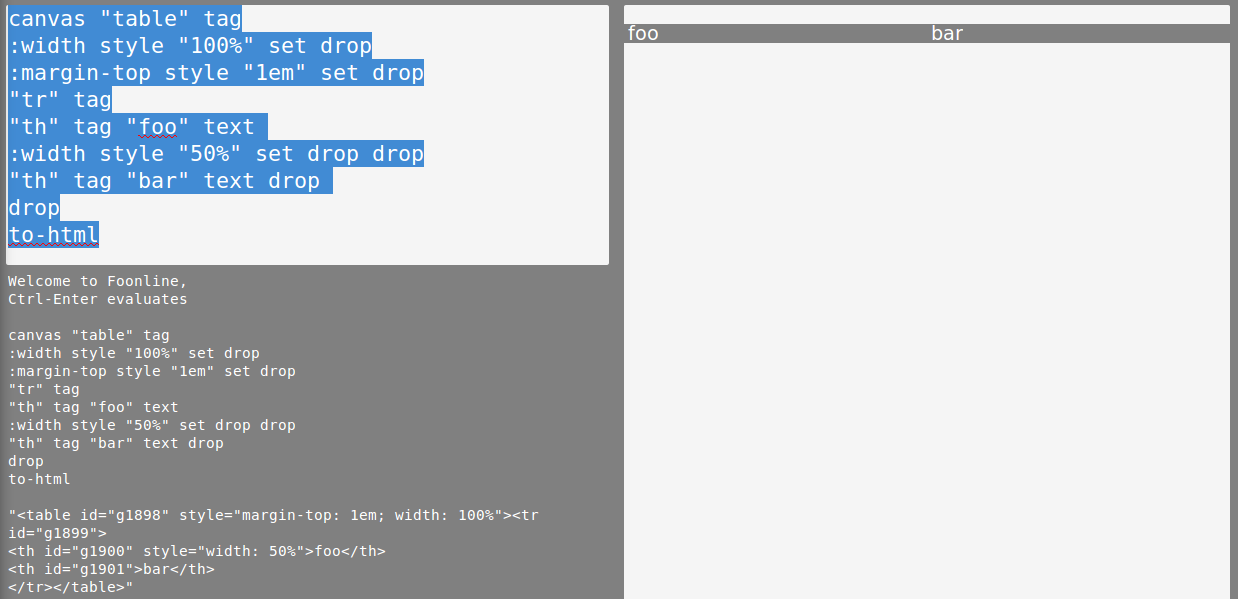 canvas "table" tag
:width style "100%" set drop
:margin-top style "1em" set drop
"tr" tag
"th" tag "foo" text
:width style "50%" set drop drop
"th" tag "bar" text drop
drop
to-html
Welcome to Foonline,
Ctrl-Enter evaluates
canvas "table" tag
:width style "100%" set drop
:margin-top style "1em" set drop
"tr" tag
"th" tag "foo" text
:width style "50%" set drop drop
"th" tag "bar" text drop
drop
to-html
"<table id="g1898" style="margin-top: 1em; width: 100%"><tr
id="g1899">
<th id="g1900" style="width: 50%">foo</th>
<th id="g1901">bar</th>
</tr></table>"
foo bar